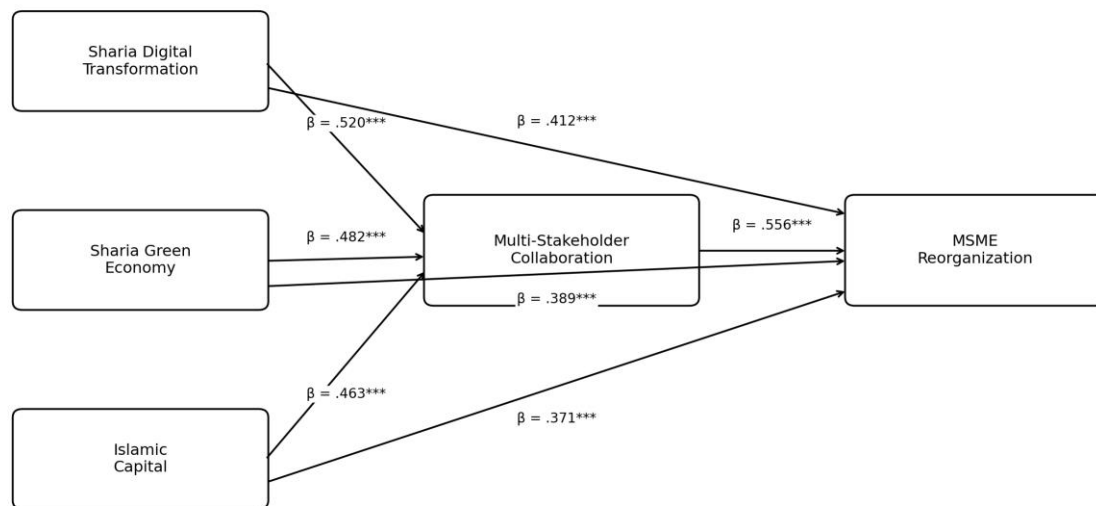 Sharia Digital
Transformation
β = .520***
β = .412***
Sharia Green
Economy
β = .482***
Multi-Stakeholder
Collaboration
β = .556***
MSME
Reorganization
β = .389***
β = .463***
β = .371***
Islamic
Capital